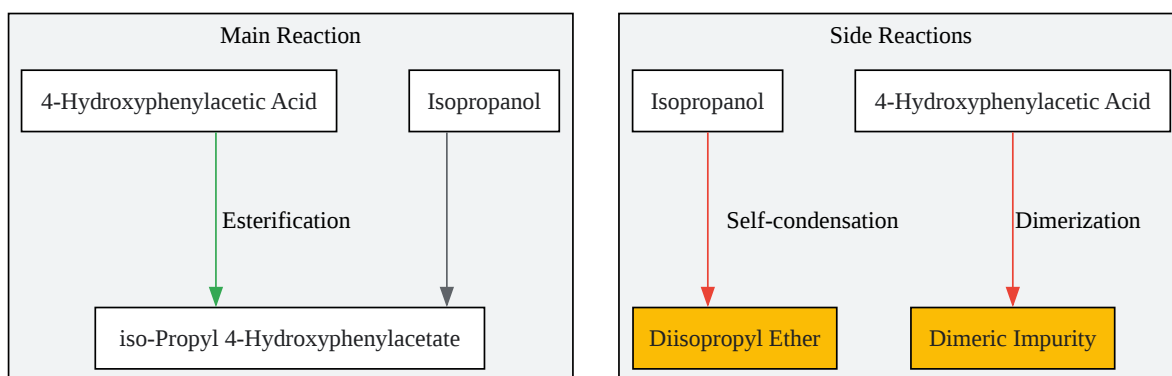 Main Reaction
4-Hydroxyphenylacetic Acid
Isopropanol
Esterification
iso-Propyl 4-Hydroxyphenylacetate
Side Reactions
Isopropanol
4-Hydroxyphenylacetic Acid
Self-condensation
Dimerization
Diisopropyl Ether
Dimeric Impurity